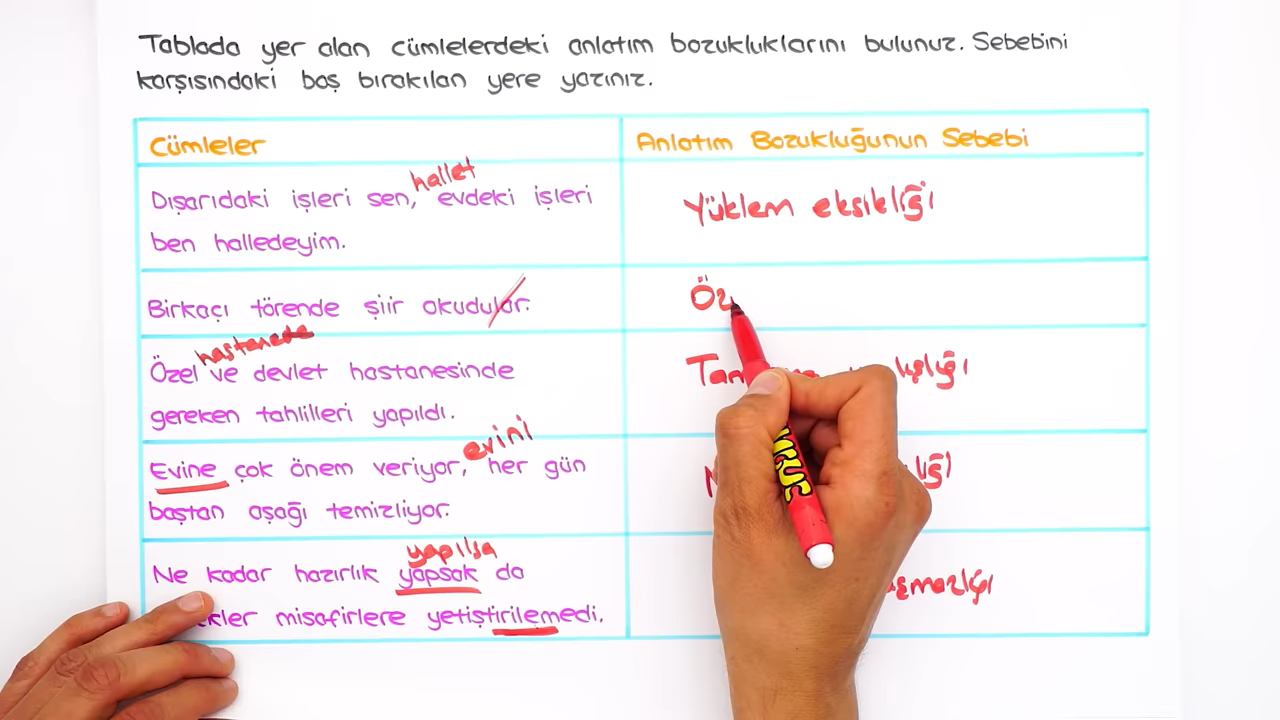 Tabloda yer alan cümlelerdeki anlatım bozukluklarını bulunuz. Sebebini
karşısındaki boş bırakılan yere yazınız.
Cümleler
Anlatım Bozukluğunun Sebebi
hallet
Dışarıdaki işleri sen, evdeki işleri
ben halledeyim.
Yüklem eksikliği
Birkaçı törende şiir okudular.
Öz
hastanede
Özel ve devlet hastanesinde
gereken tahlilleri yapıldı.
evini
Evine çok önem veriyor, her gün
baştan aşağı temizliyor.
yapılsa
Ne kadar hazırlık yapsak da
misafirlere yetiştirilemedi.